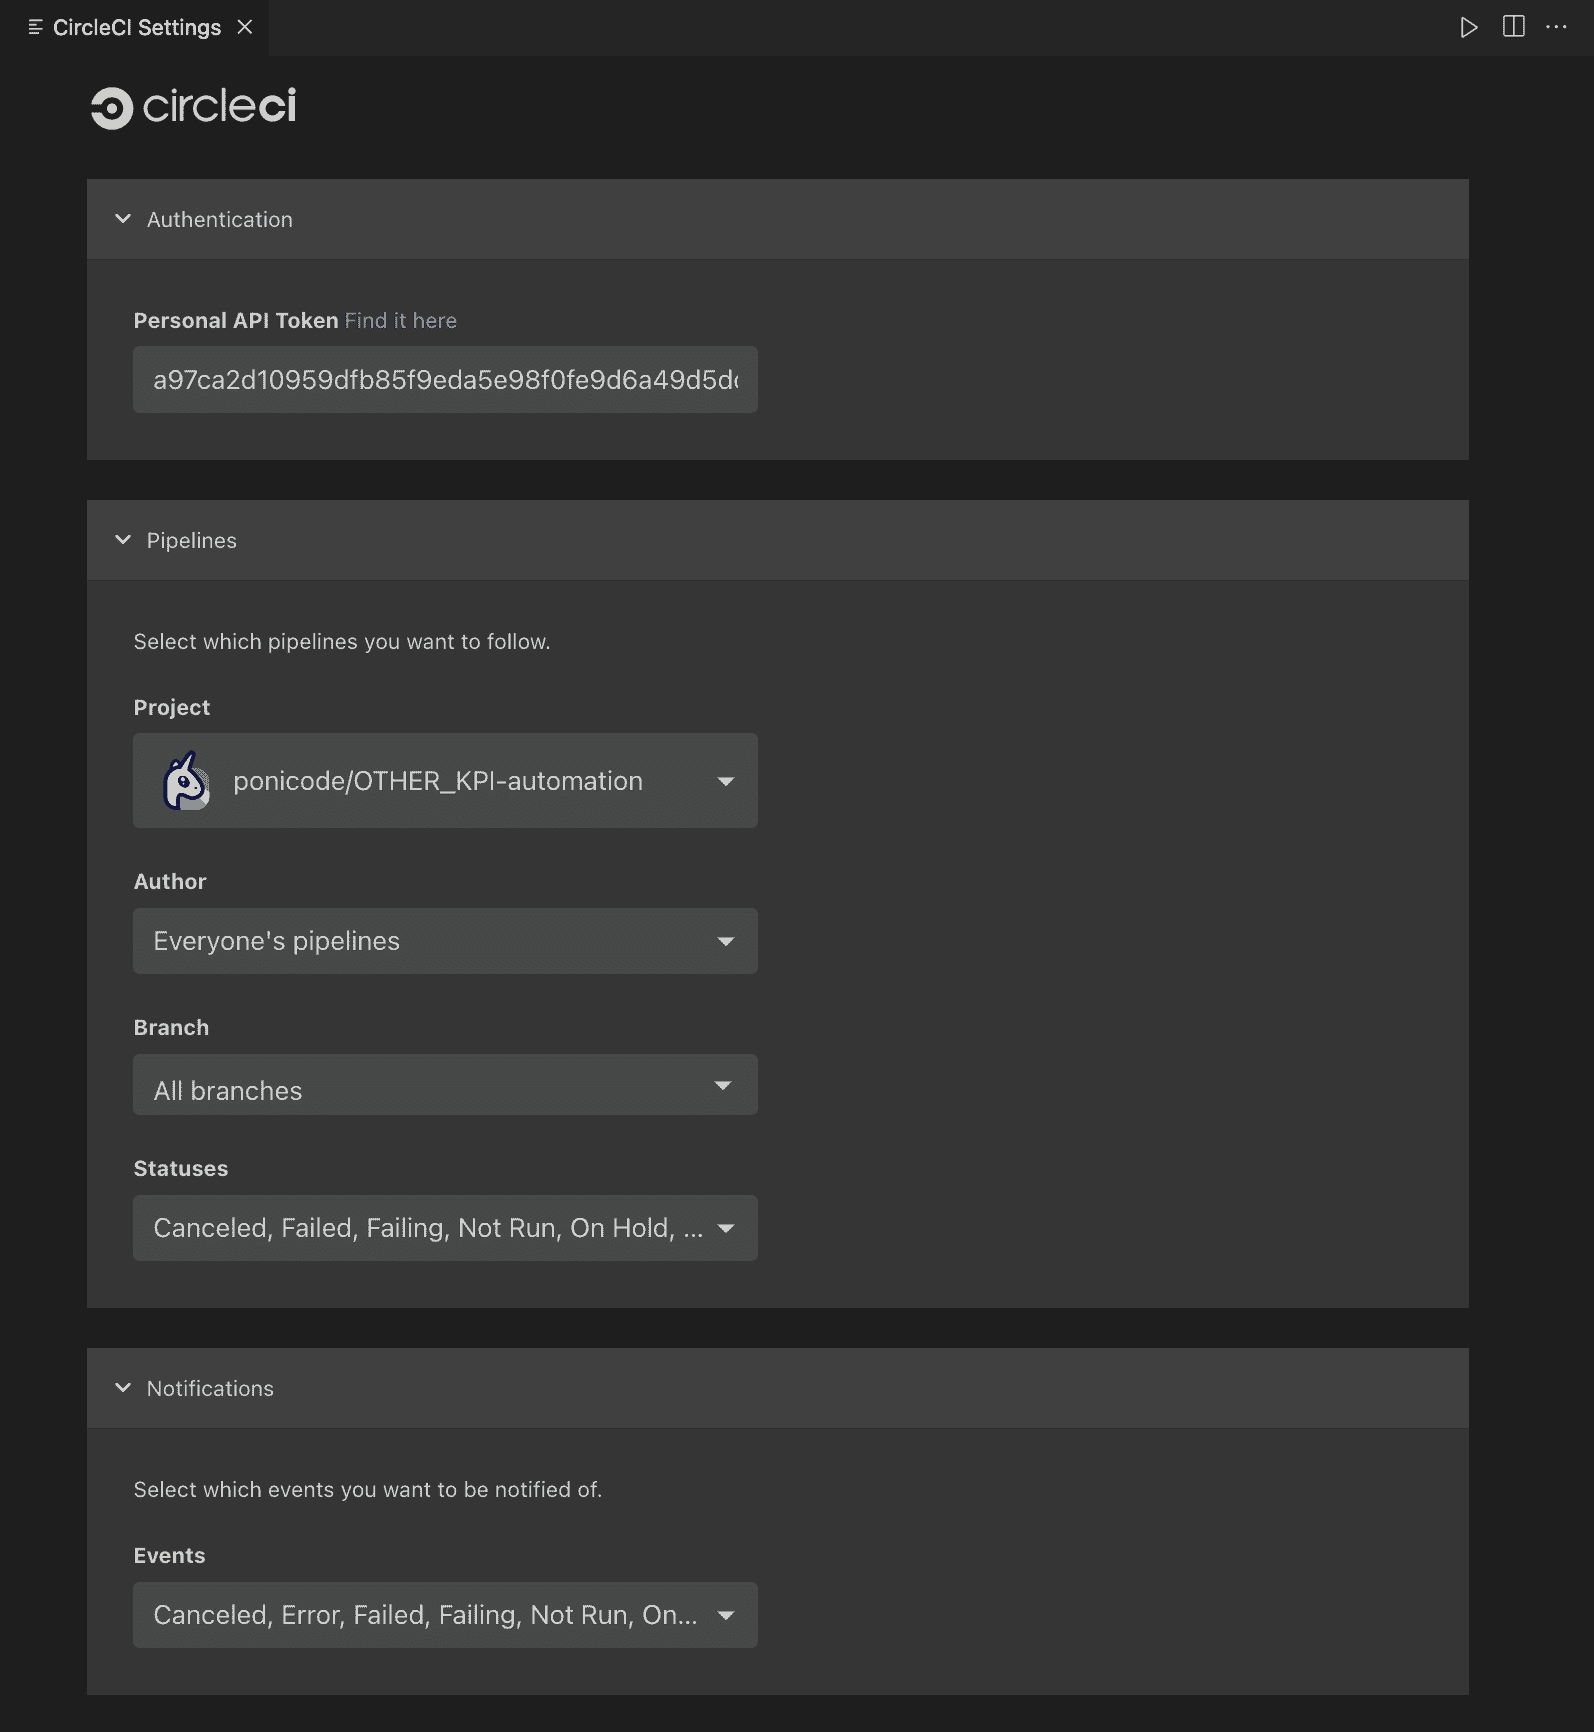 CircleCI Settings
circleci
Authentication
Personal API Token Find it here
a97ca2d10959dfb85f9eda5e98f0fe9d6a49d5d
Pipelines
Select which pipelines you want to follow.
Project
ponicode/OTHER_KPI-automation
Author
Everyone's pipelines
Branch
All branches
Statuses
Canceled, Failed, Failing, Not Run, On Hold, ...
Notifications
Select which events you want to be notified of.
Events
Canceled, Error, Failed, Failing, Not Run, On...